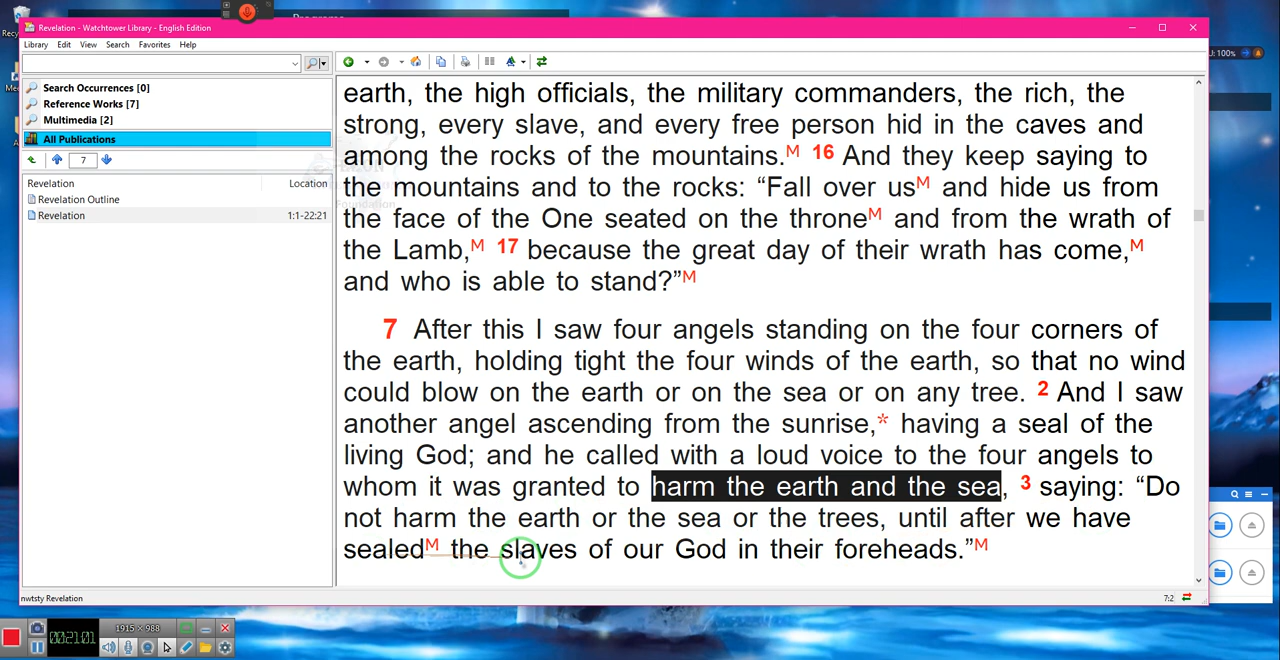 Revelation - Watchtower Library - English Edition
Library Edit View Search Favorites Help
Search Occurrences [0]
Reference Works [7]
Multimedia [2]
All Publications
7
Revelation Location
Revelation Outline
Revelation 1:1-22:21
Foundation
earth, the high officials, the military commanders, the rich, the
strong, every slave, and every free person hid in the caves and
among the rocks of the mountains.M 16 And they keep saying to
the mountains and to the rocks: “Fall over usM and hide us from
the face of the One seated on the throneM and from the wrath of
the Lamb,M 17 because the great day of their wrath has come,M
and who is able to stand?”M
7 After this I saw four angels standing on the four corners of
the earth, holding tight the four winds of the earth, so that no wind
could blow on the earth or on the sea or on any tree. 2 And I saw
another angel ascending from the sunrise,* having a seal of the
living God; and he called with a loud voice to the four angels to
whom it was granted to harm the earth and the sea, 3 saying: “Do
not harm the earth or the sea or the trees, until after we have
sealedM the slaves of our God in their foreheads.”M
nwtsty Revelation
7:2
U: 100%
1915 × 988
00:21:01